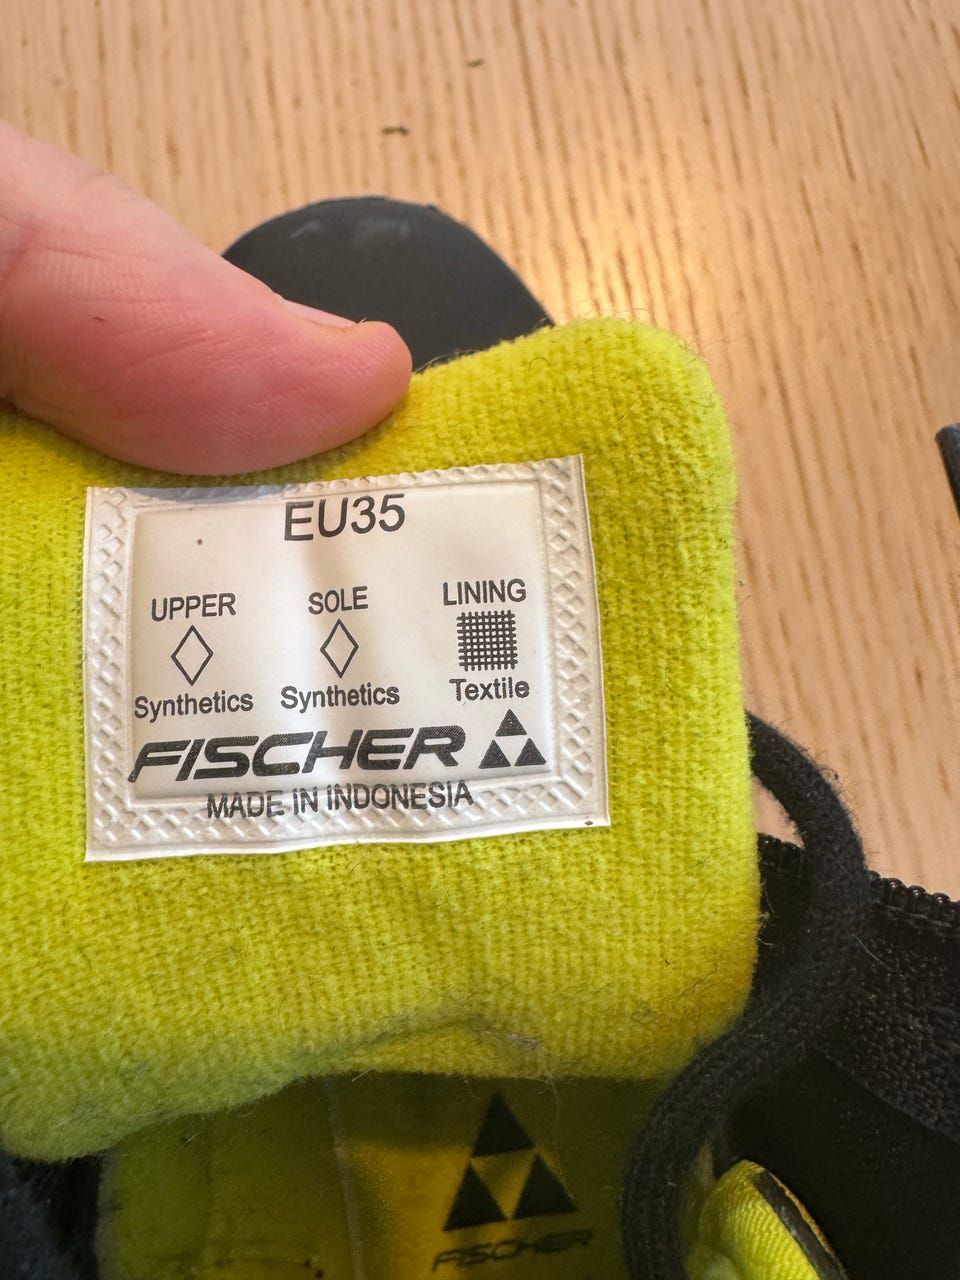 EU35
UPPER SOLE LINING
Synthetics Synthetics Textile
FISCHER
MADE IN INDONESIA
FISCHER